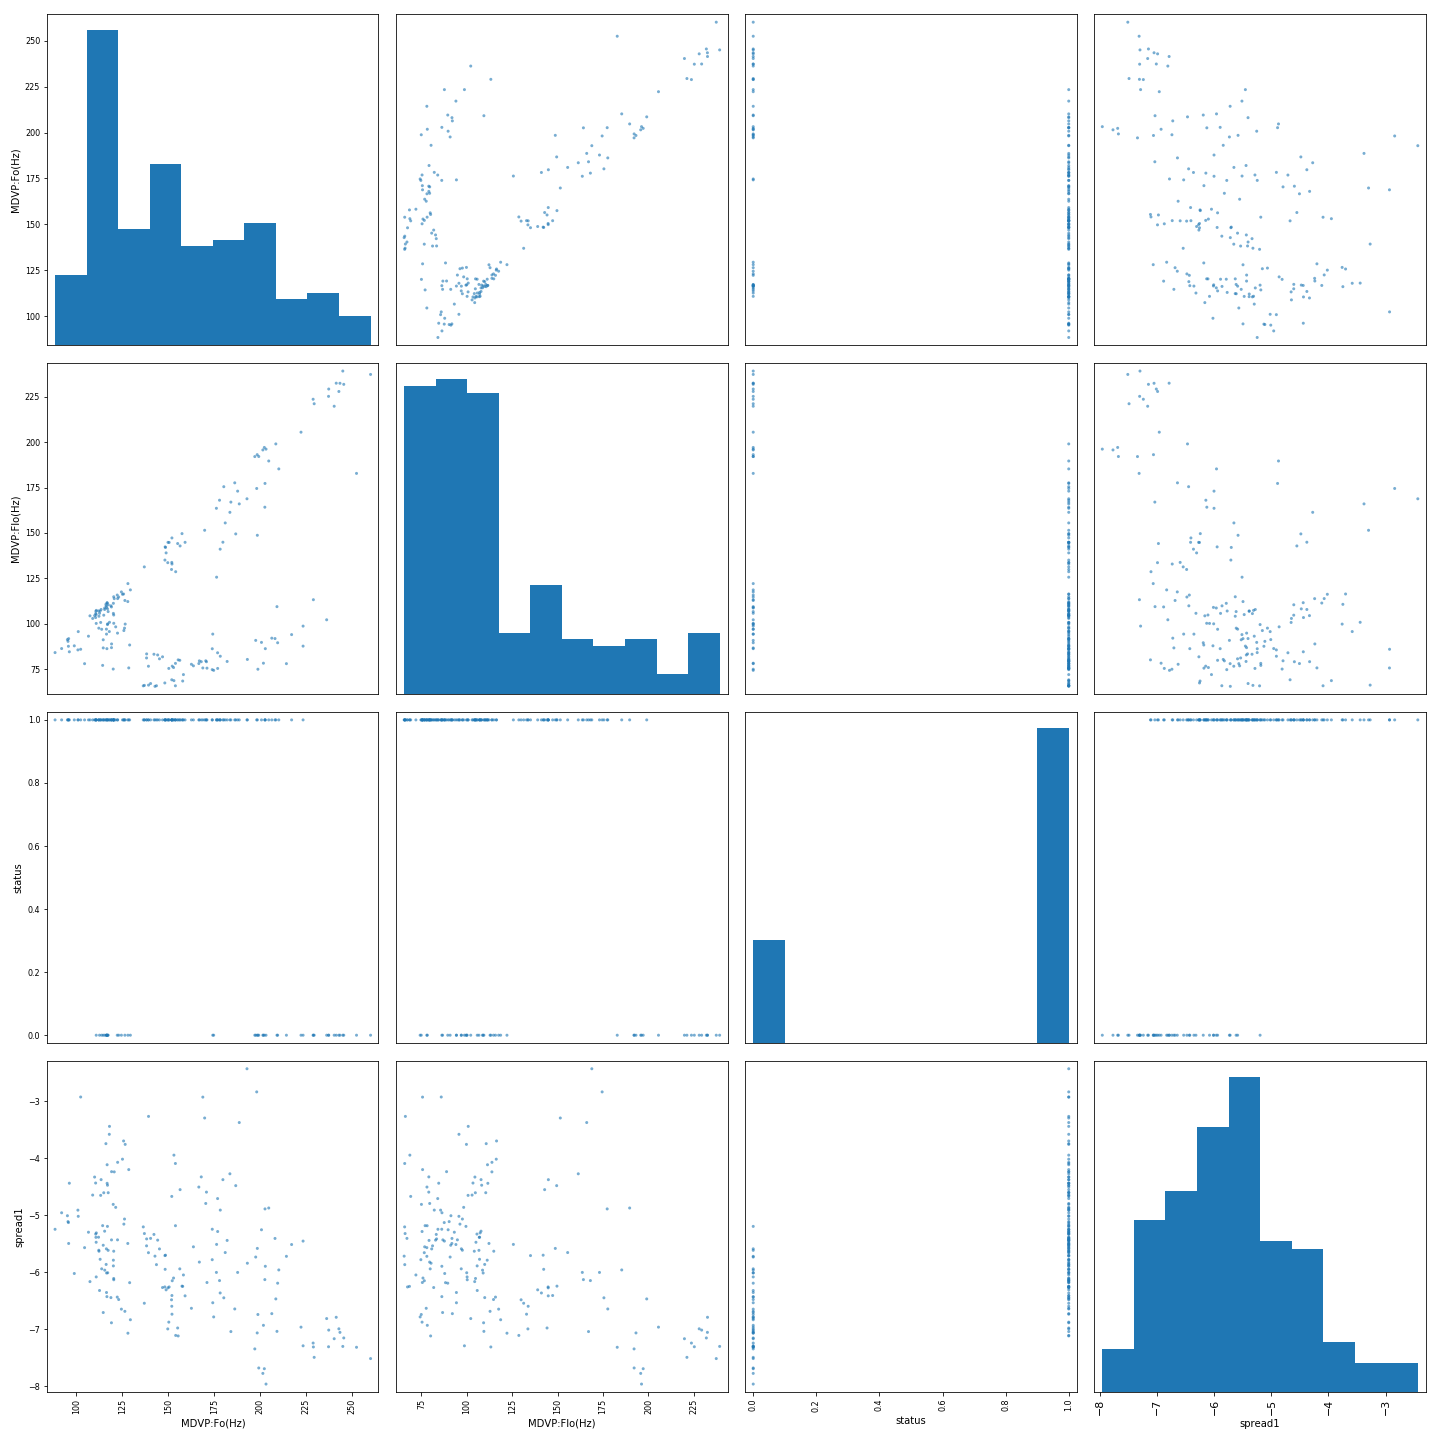 250
225
200
175
150
125
100
MDVP:Fo(Hz)
225
200
175
150
125
100
75
MDVP:Flo(Hz)
1.0
0.8
0.6
0.4
0.2
0.0
status
−3
−4
−5
−6
−7
−8
spread1
100 125 150 175 200 225 250
75 100 125 150 175 200 225
0.0 0.2 0.4 0.6 0.8 1.0
−8 −7 −6 −5 −4 −3
MDVP:Fo(Hz) MDVP:Flo(Hz) status spread1